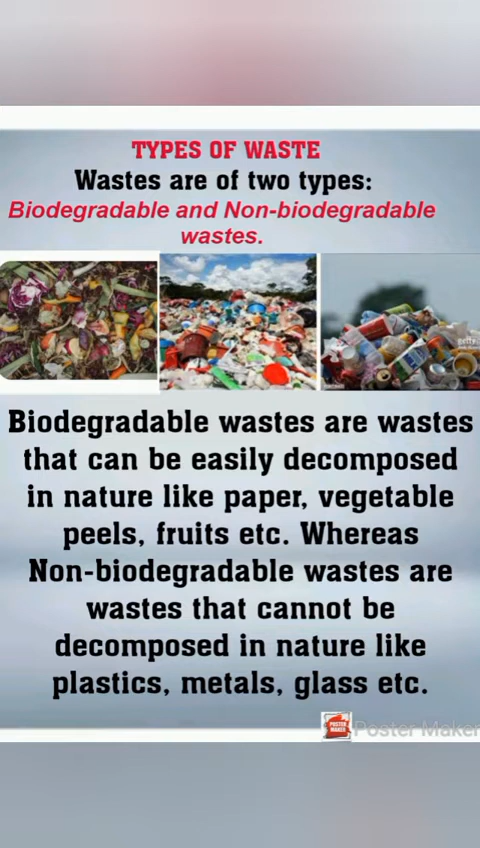 TYPES OF WASTE
Wastes are of two types:
Biodegradable and Non-biodegradable
wastes.
Biodegradable wastes are wastes
that can be easily decomposed
in nature like paper, vegetable
peels, fruits etc. Whereas
Non-biodegradable wastes are
wastes that cannot be
decomposed in nature like
plastics, metals, glass etc.
POSTER
MAKER
Poster Maker